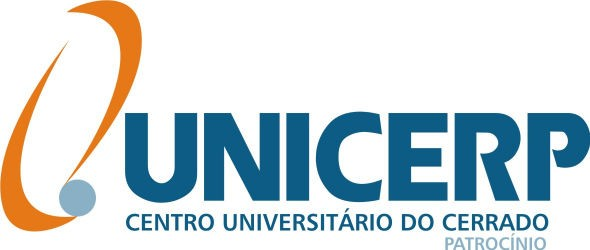 UNICERP
CENTRO UNIVERSITÁRIO DO CERRADO
PATROCÍNIO